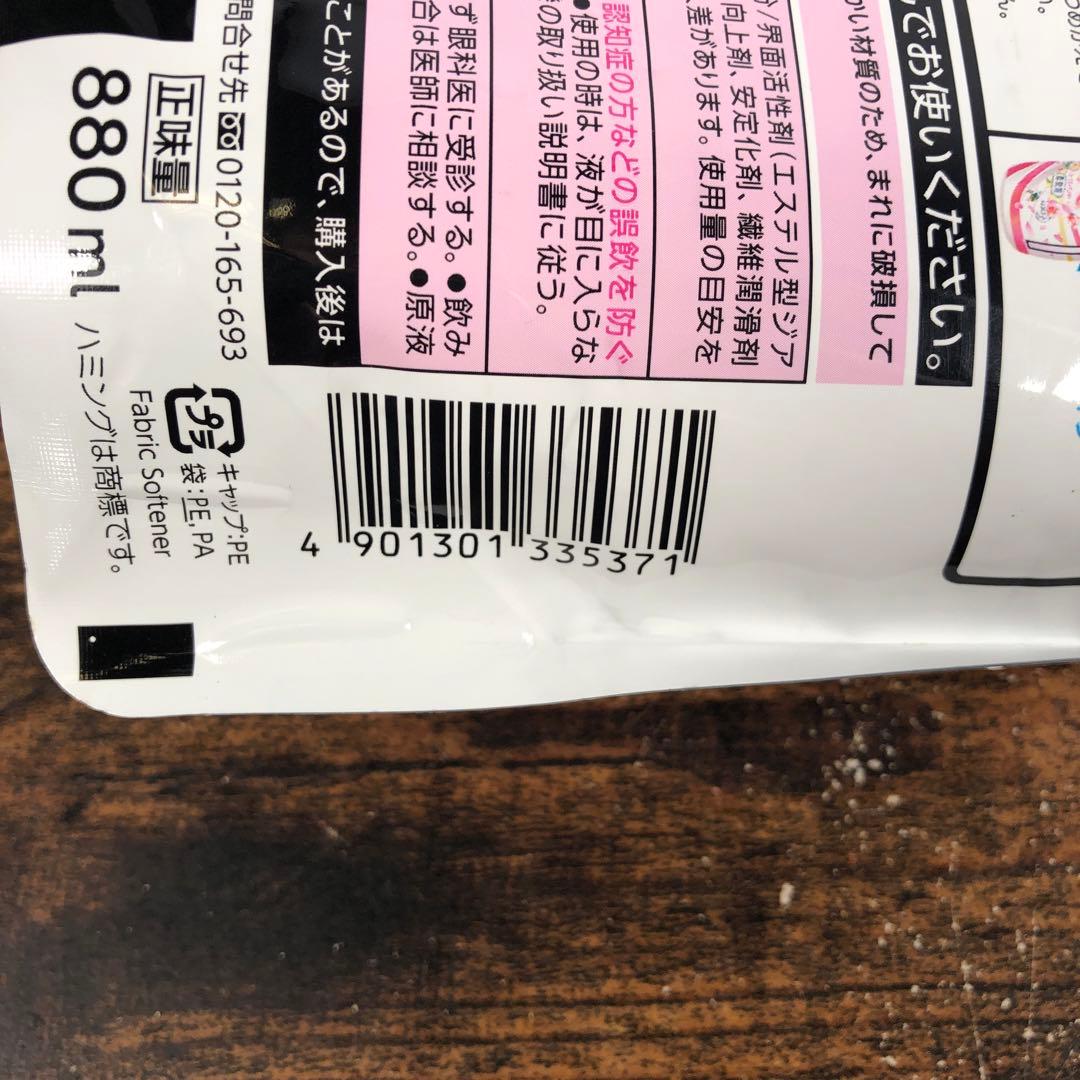 つめかえ
い。
ん。
でお使いください。
かい材質のため、まれに破損して
分/界面活性剤(エステル型ジア
向上剤、安定化剤、繊維潤滑剤
差があります。使用量の目安を
認知症の方などの誤飲を防ぐ
●使用の時は、液が目に入らな
の取り扱い説明書に従う。
ず眼科医に受診する。●飲み
合は医師に相談する。●原液
ことがあるので、購入後は
問合せ先 0120-165-693
正味量
880ml
ハミングは商標です。
Fabric Softener
プラ
キャップ:PE
袋:PE,PA
4 901301 335371